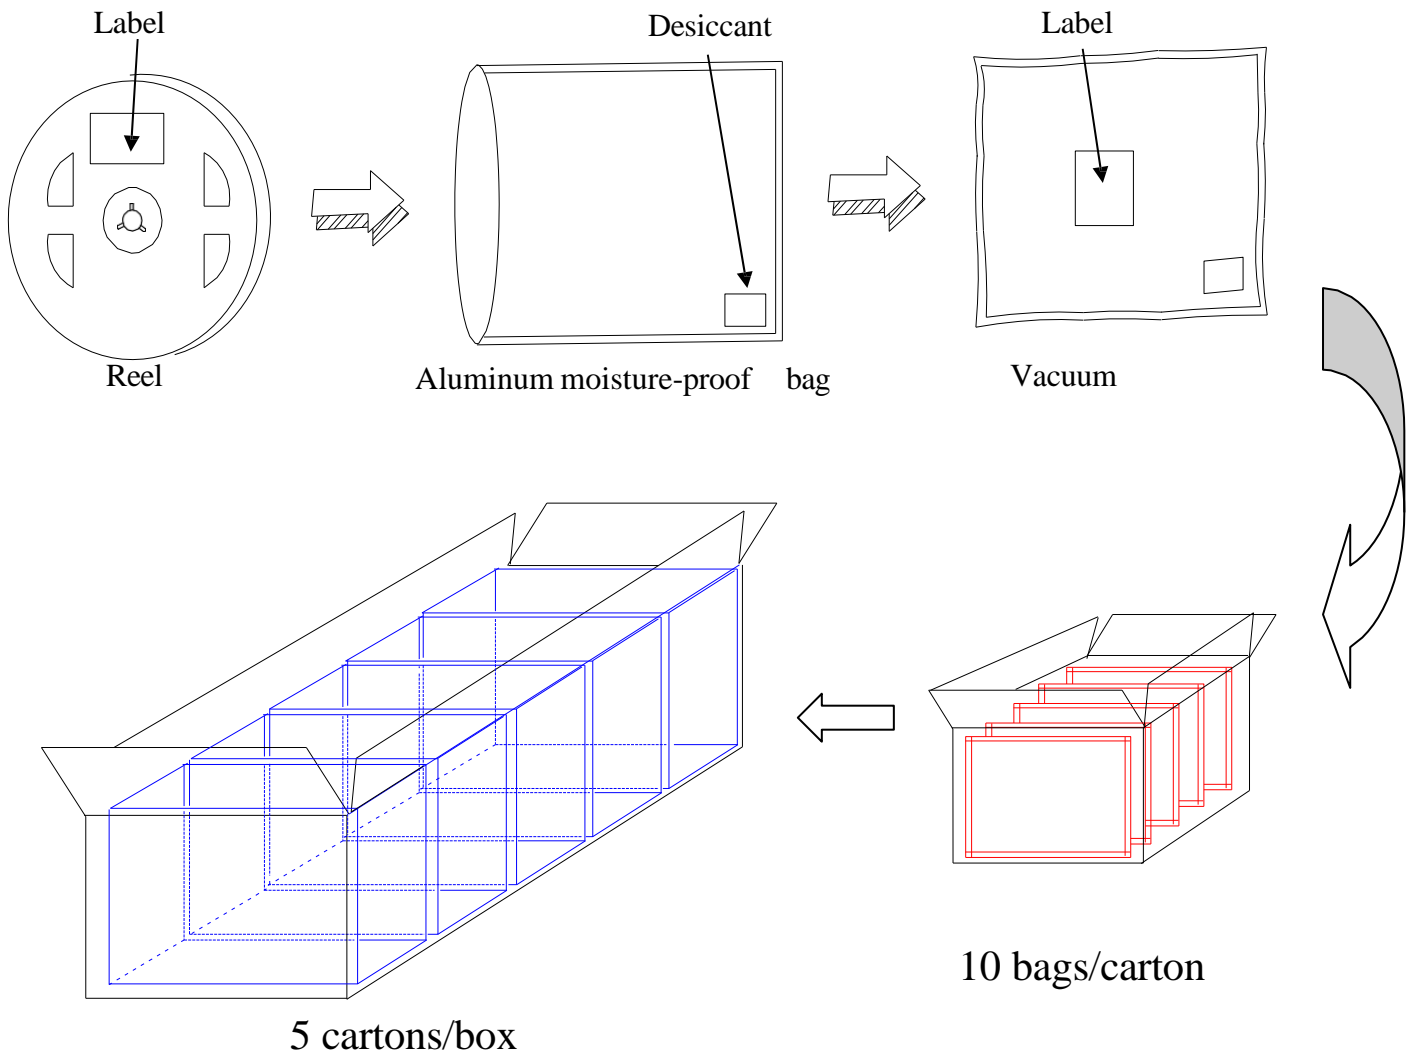 Label
Desiccant
Label
Reel
Aluminum moisture-proof bag
Vacuum
10 bags/carton
5 cartons/box